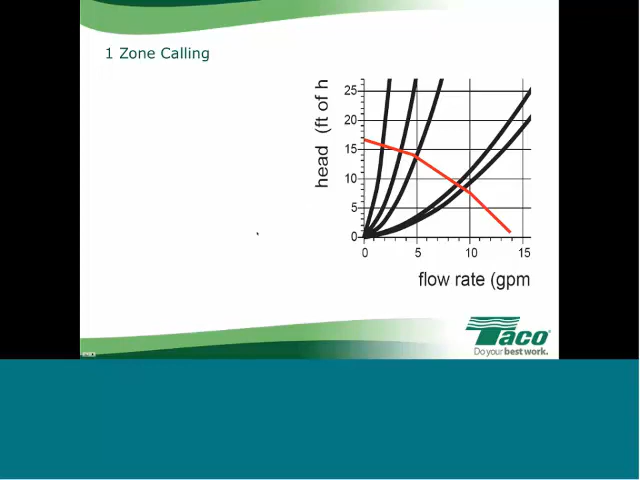 1 Zone Calling
head (ft of h
25
20
15
10
5
0
0 5 10 15
flow rate (gpm
Taco
Do your best work.